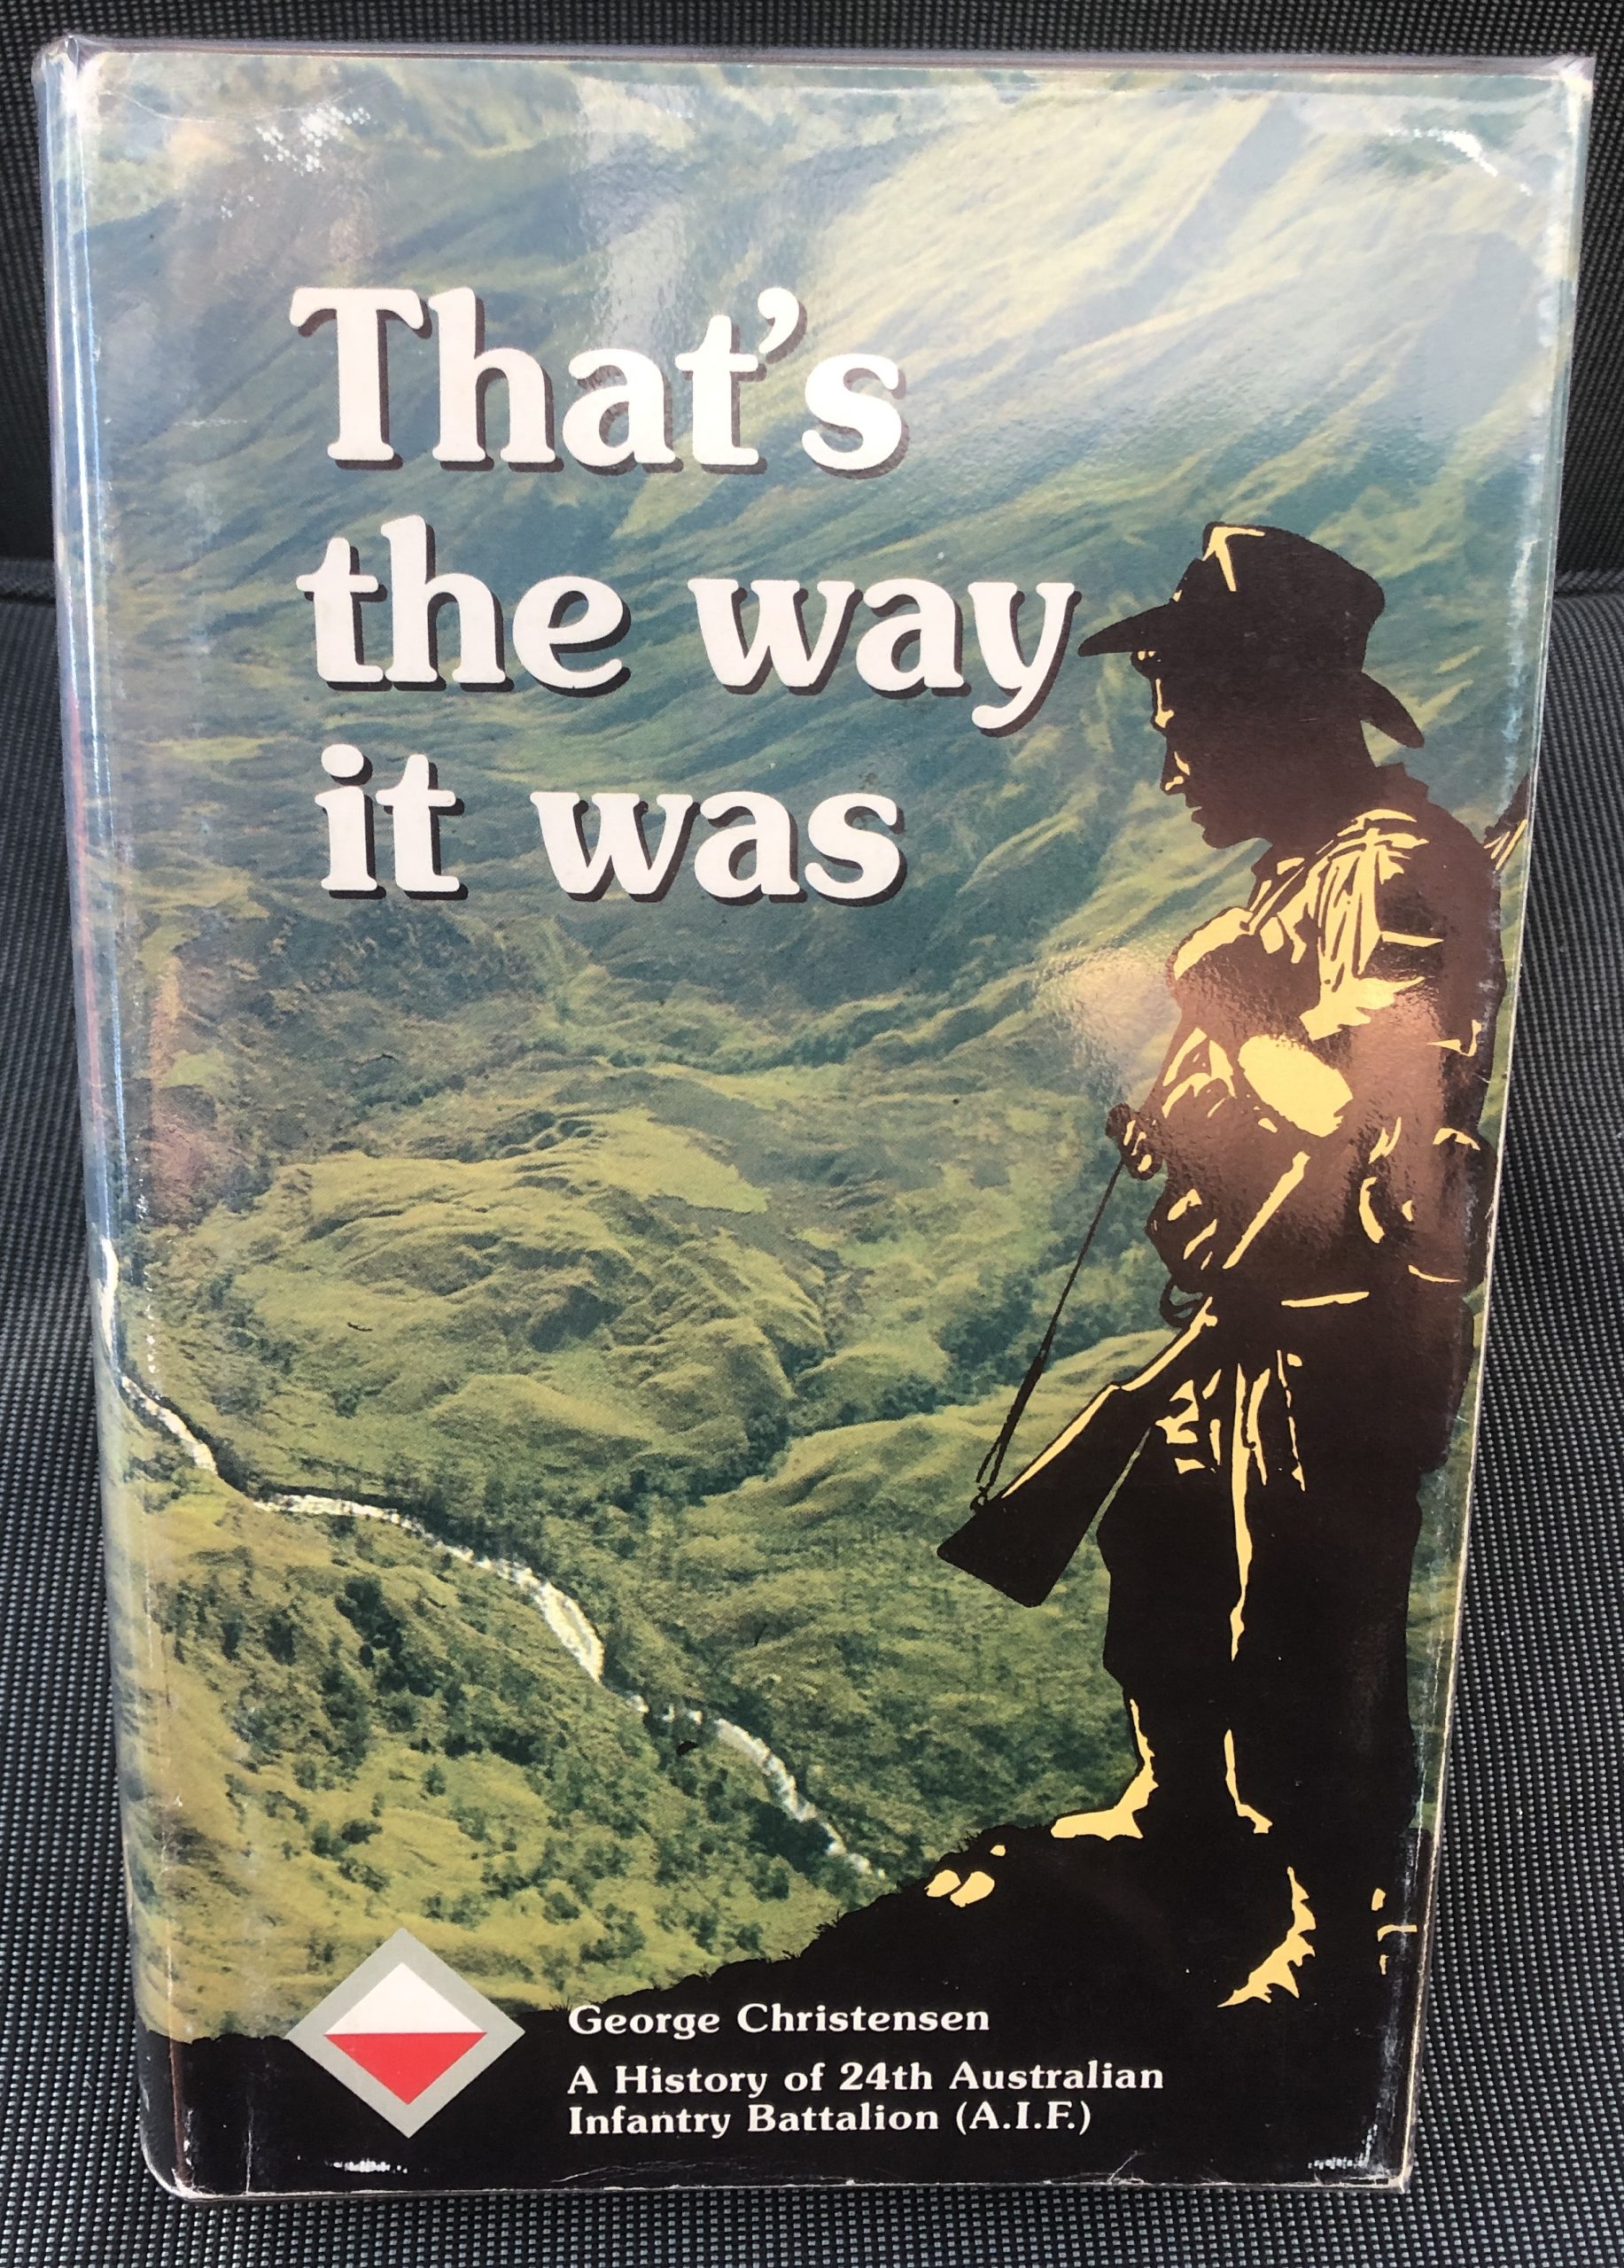 That's
the way
it was
George Christensen
A History of 24th Australian
Infantry Battalion (A.I.F.)